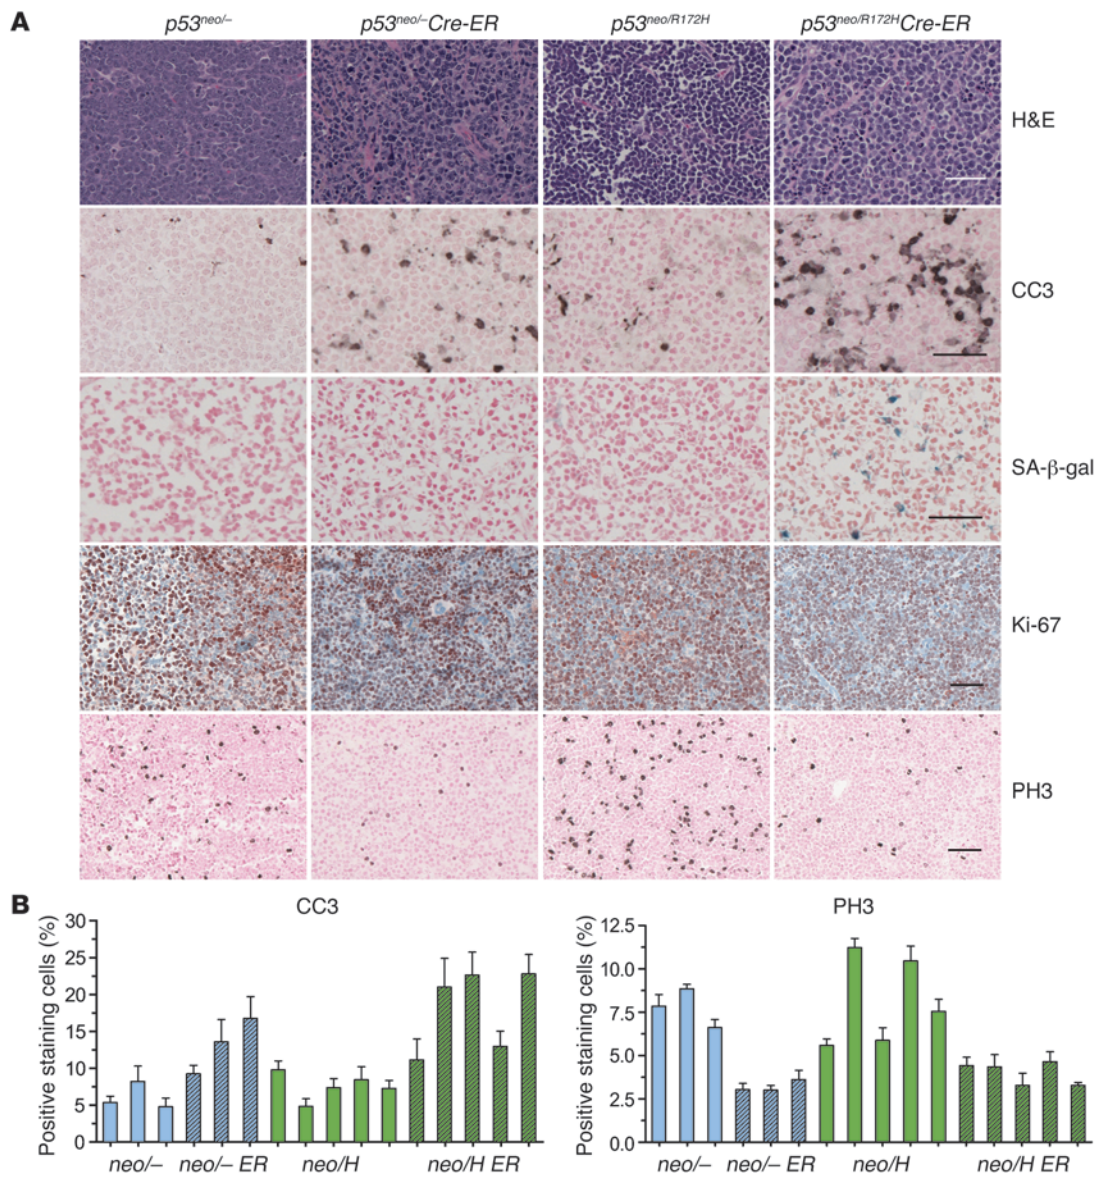 A
p53neo/– p53neo/–Cre-ER p53neo/R172H p53neo/R172HCre-ER
H&E
CC3
SA-β-gal
Ki-67
PH3
B
CC3
Positive staining cells (%)
30
25
20
15
10
5
0
neo/– neo/– ER neo/H neo/H ER
PH3
Positive staining cells (%)
12.5
10.0
7.5
5.0
2.5
0.0
neo/– neo/– ER neo/H neo/H ER